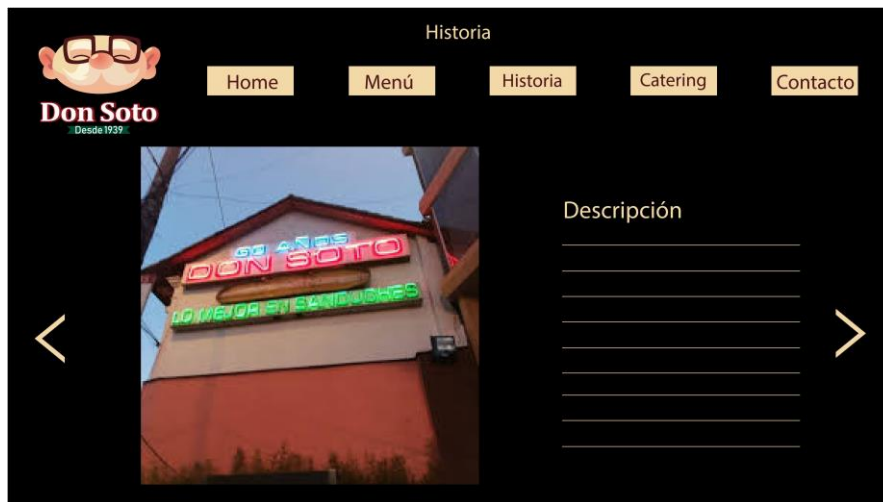 Historia
Home
Menú
Historia
Catering
Contacto
Don Soto
Desde 1939
60 AÑOS
DON SOTO
LO MEJOR EN SANDUCHES
Descripción